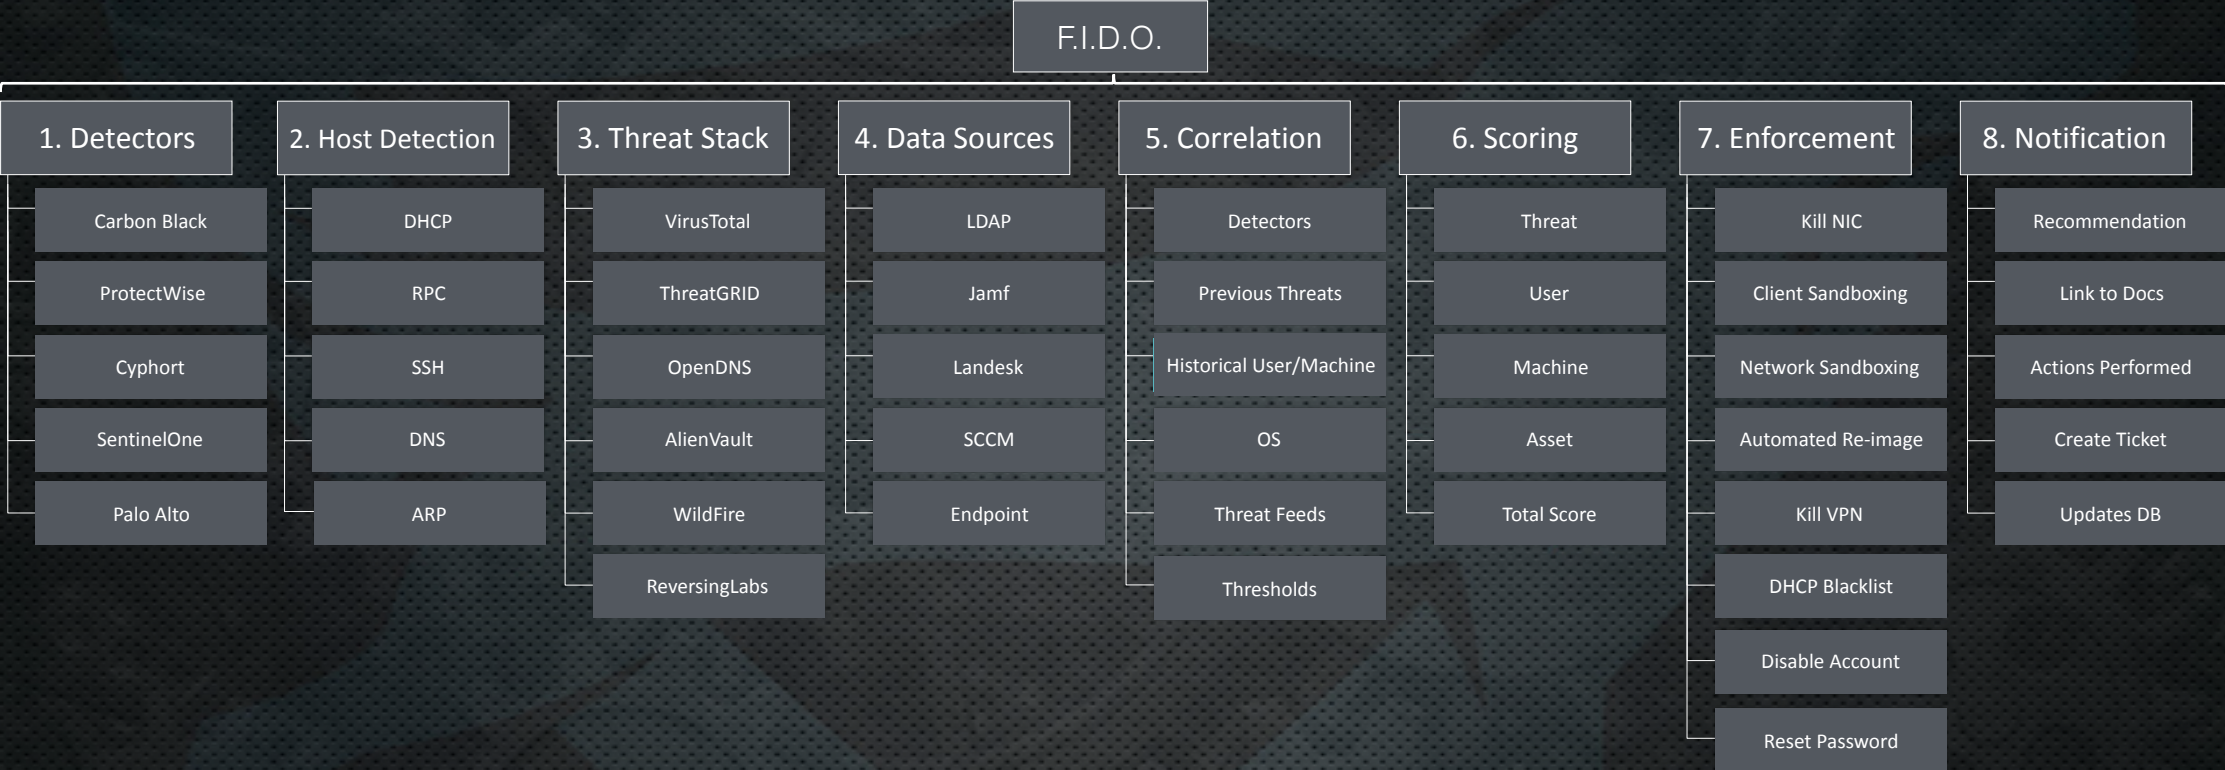 F.I.D.O.
1. Detectors
Carbon Black
ProtectWise
Cyphort
SentinelOne
Palo Alto
2. Host Detection
DHCP
RPC
SSH
DNS
ARP
3. Threat Stack
VirusTotal
ThreatGRID
OpenDNS
AlienVault
WildFire
ReversingLabs
4. Data Sources
LDAP
Jamf
Landesk
SCCM
Endpoint
5. Correlation
Detectors
Previous Threats
Historical User/Machine
OS
Threat Feeds
Thresholds
6. Scoring
Threat
User
Machine
Asset
Total Score
7. Enforcement
Kill NIC
Client Sandboxing
Network Sandboxing
Automated Re-image
Kill VPN
DHCP Blacklist
Disable Account
Reset Password
8. Notification
Recommendation
Link to Docs
Actions Performed
Create Ticket
Updates DB